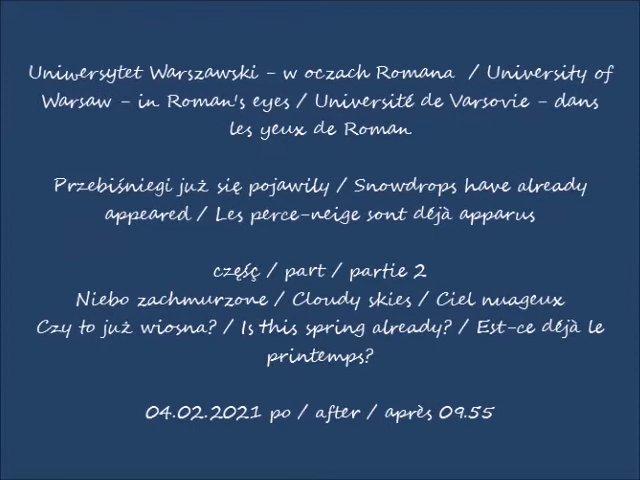 Uniwersytet Warszawski - w oczach Romana / University of
Warsaw - in Roman's eyes / Université de Varsovie - dans
les yeux de Roman
Przebiśniegi już się pojawily / Snowdrops have already
appeared / Les perce-neige sont déjà apparus
częśç / part / partie 2
Niebo zachmurzone / Cloudy skies / Ciel nuageux
Czy to już wiosna? / Is this spring already? / Est-ce déjà le
printemps?
04.02.2021 po / after / après 09.55